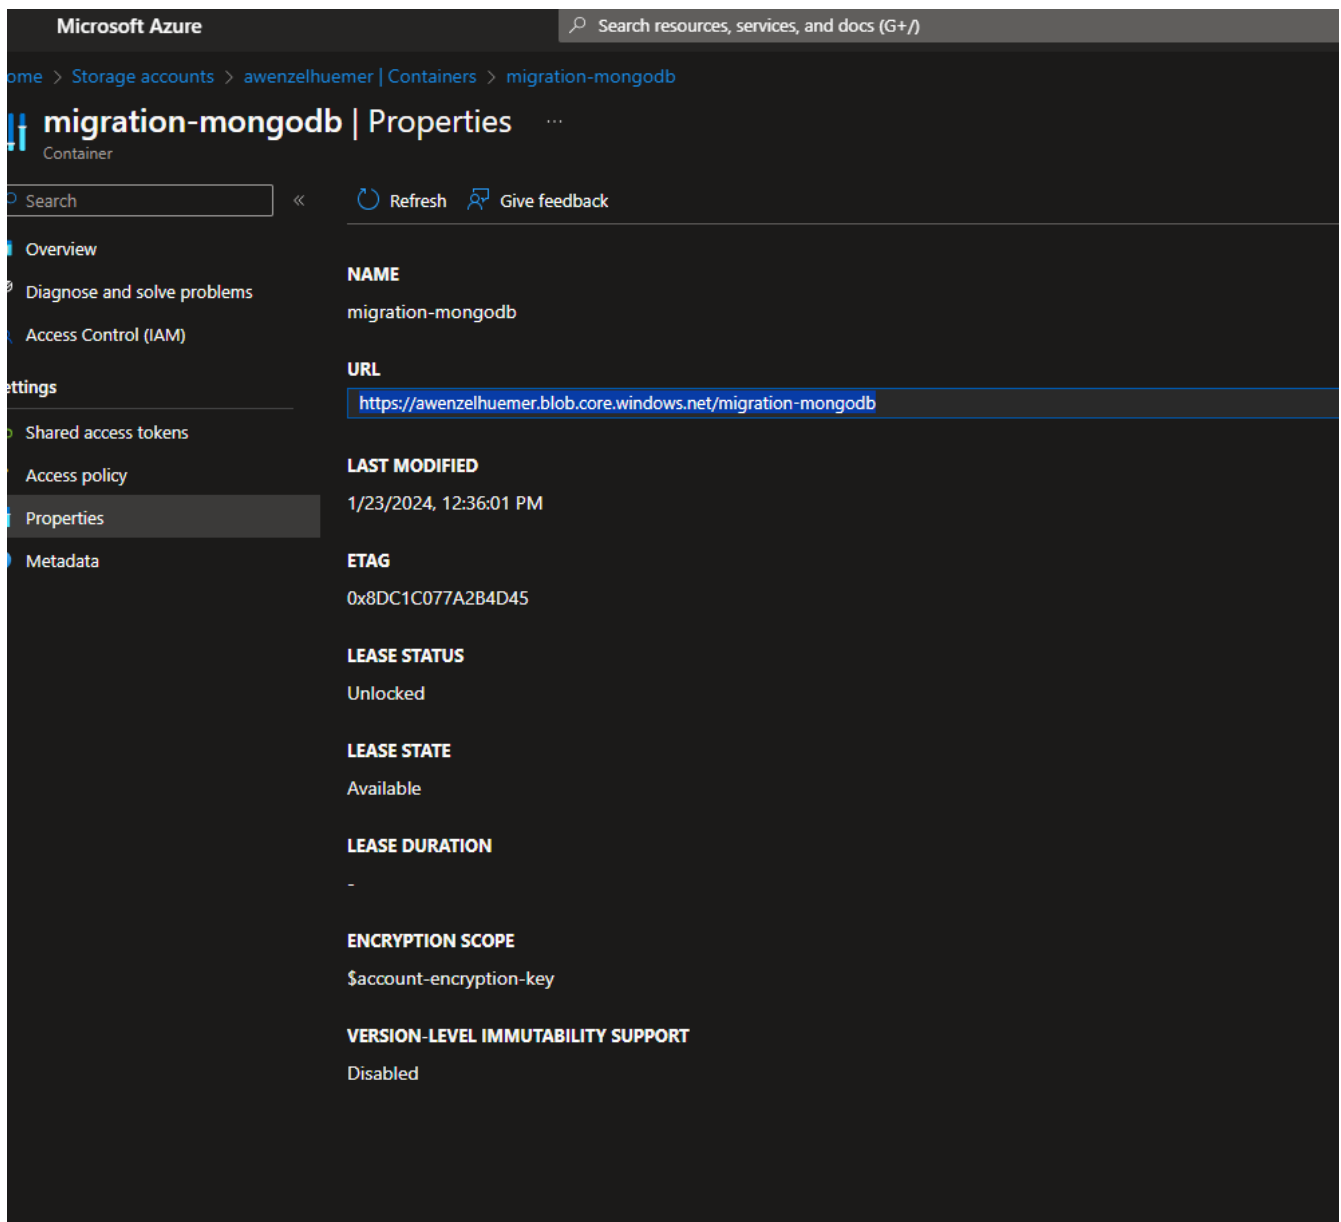 Microsoft Azure
Search resources, services, and docs (G+/)
ome > Storage accounts > awenzelhuemer | Containers > migration-mongodb
migration-mongodb | Properties ...
Container
Search «
Refresh Give feedback
Overview
Diagnose and solve problems
Access Control (IAM)
ettings
Shared access tokens
Access policy
Properties
Metadata
NAME
migration-mongodb
URL
https://awenzelhuemer.blob.core.windows.net/migration-mongodb
LAST MODIFIED
1/23/2024, 12:36:01 PM
ETAG
0x8DC1C077A2B4D45
LEASE STATUS
Unlocked
LEASE STATE
Available
LEASE DURATION
-
ENCRYPTION SCOPE
$account-encryption-key
VERSION-LEVEL IMMUTABILITY SUPPORT
Disabled